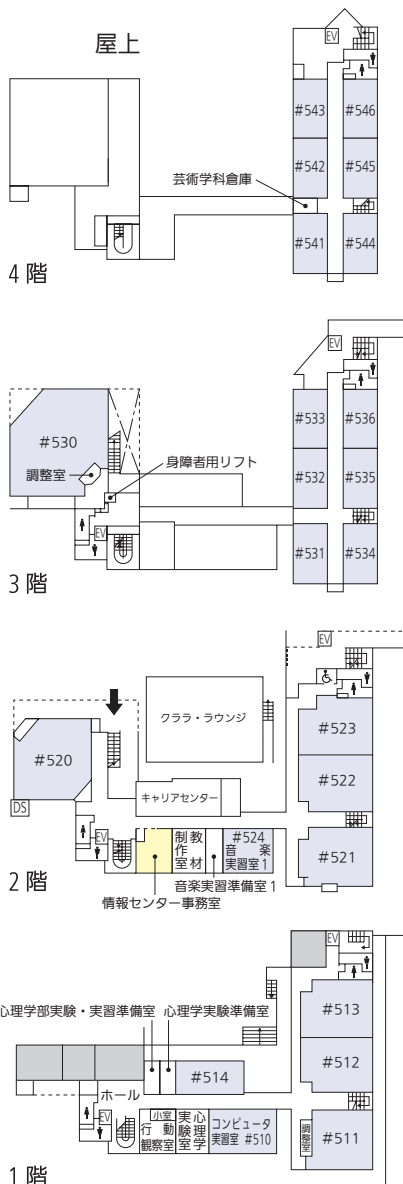 屋上
EV
#543
#546
#542
#545
芸術学科倉庫
#541
#544
4階
EV
#533
#536
#530
調整室
身障者用リフト
#532
#535
EV
#531
#534
3階
EV
クララ・ラウンジ
#523
#520
#522
キャリアセンター
DS
EV
制作室
教材
#524
音楽
実習室1
#521
2階
音楽実習準備室1
情報センター事務室
EV
心理学部実験・実習準備室
心理学実験準備室
#513
#512
#514
ホール
EV
小室
行動
観察室
実験室
心理学
コンピュータ
実習室 #510
調整室
#511
1階